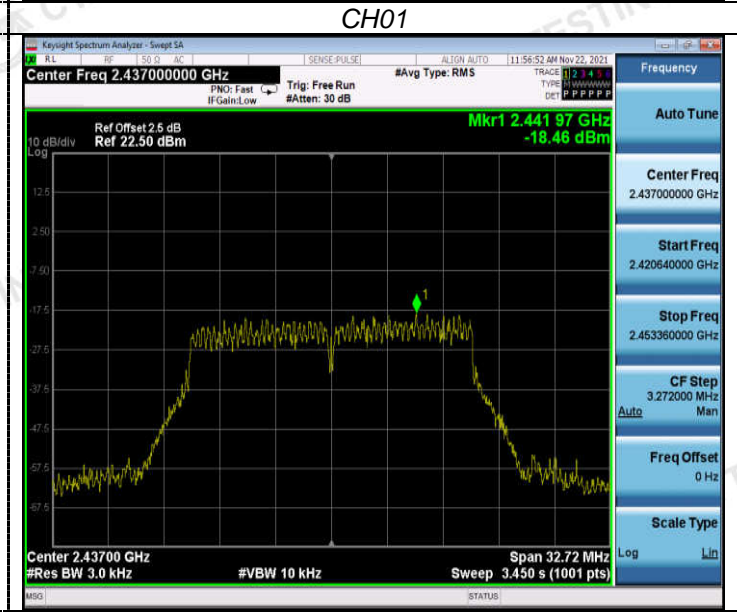 CH01
Keysight Spectrum Analyzer - Swept SA
RL RF 50 Ω AC SENSE:PULSE ALIGN AUTO 11:56:52 AM Nov 22, 2021
Center Freq 2.437000000 GHz
PNO: Fast
IFGain:Low
Trig: Free Run
#Atten: 30 dB
#Avg Type: RMS
TRACE 1 2 3 4 5 6
TYPE M WWWWW
DET P P P P P P
Ref Offset 2.5 dB
Ref 22.50 dBm
10 dB/div
Log
Mkr1 2.441 97 GHz
-18.46 dBm
12.5
2.50
-7.50
-17.5
-27.5
-37.5
-47.5
-57.5
-67.5
1
Center 2.43700 GHz
#Res BW 3.0 kHz
#VBW 10 kHz
Span 32.72 MHz
Sweep 3.450 s (1001 pts)
MSG
STATUS
Frequency
Auto Tune
Center Freq
2.437000000 GHz
Start Freq
2.420640000 GHz
Stop Freq
2.453360000 GHz
CF Step
3.272000 MHz
Auto Man
Freq Offset
0 Hz
Scale Type
Log Lin